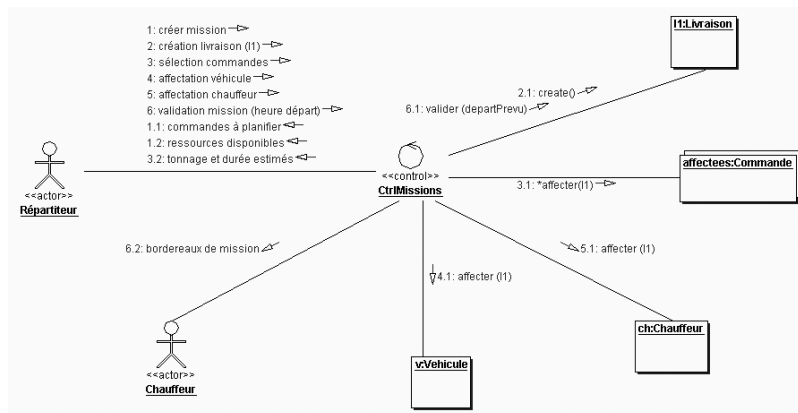 1: créer mission
2: création livraison (l1)
3: sélection commandes
4: affectation véhicule
5: affectation chauffeur
6: validation mission (heure départ)
1.1: commandes à planifier
1.2: ressources disponibles
3.2: tonnage et durée estimés
l1:Livraison
2.1: create()
6.1: valider (departPrevu)
<<actor>>
Répartiteur
<<control>>
CtrlMissions
3.1: *affecter(l1)
affectees:Commande
6.2: bordereaux de mission
4.1: affecter (l1)
5.1: affecter (l1)
<<actor>>
Chauffeur
v:Vehicule
ch:Chauffeur